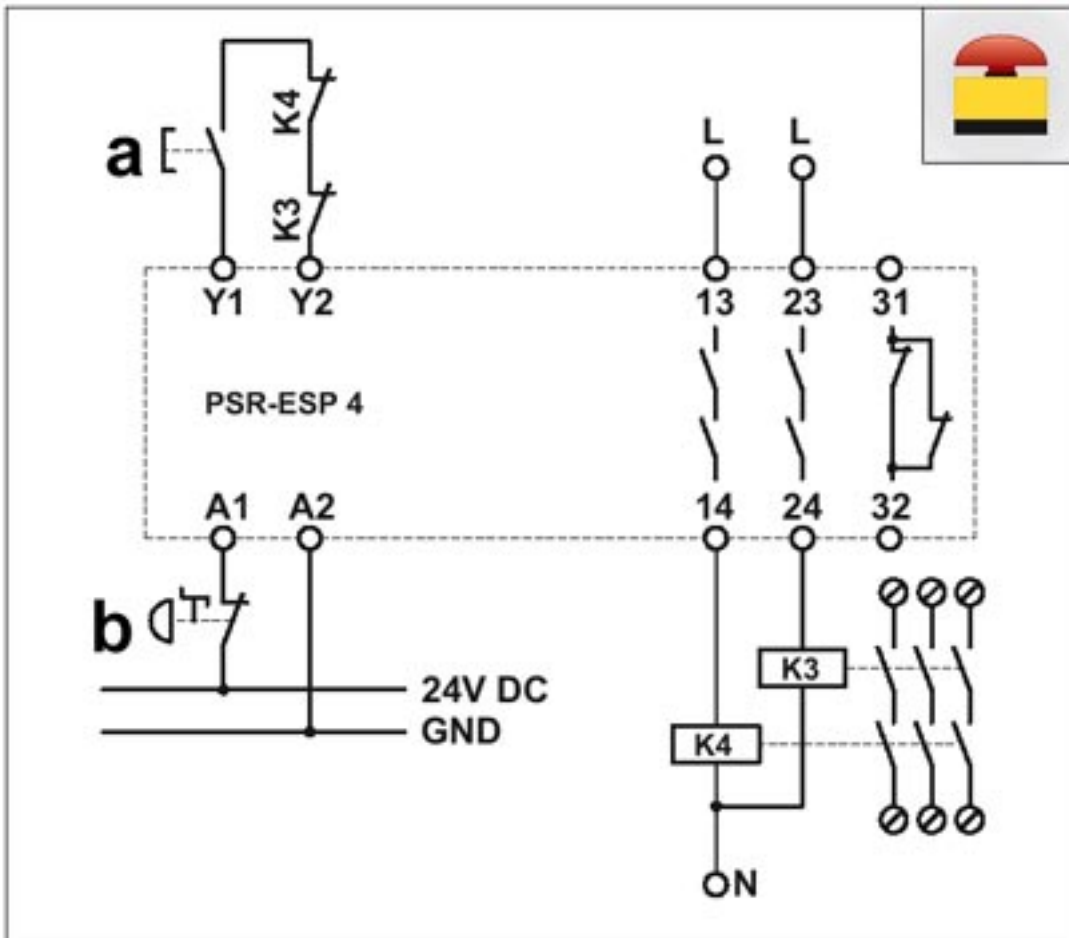 K4
a
K3
L L
Y1 Y2 13 23 31
PSR-ESP 4
A1 A2 14 24 32
b
K3
24V DC
GND
K4
N